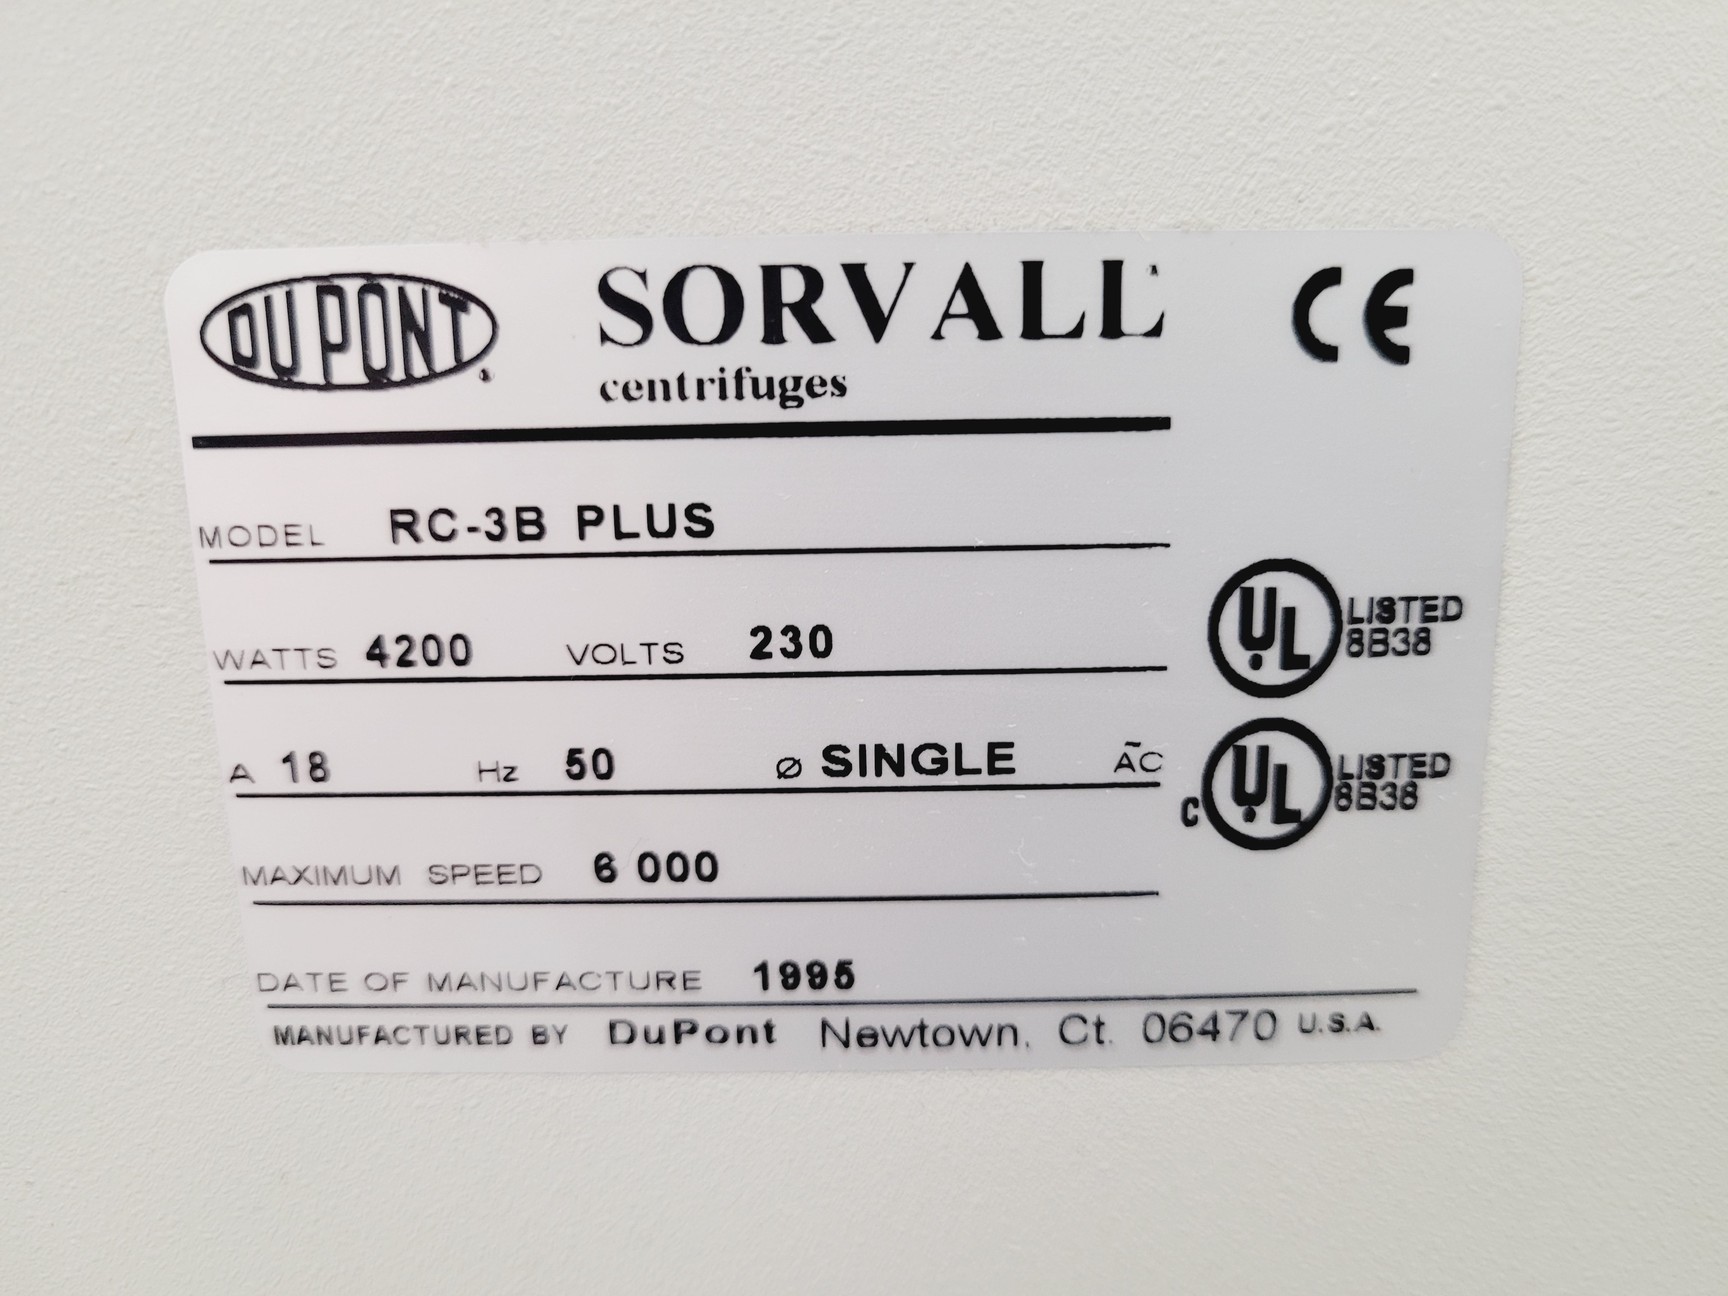 DU PONT ®
SORVALL
centrifuges
CE
MODEL RC-3B PLUS
WATTS 4200 VOLTS 230
UL LISTED
8B38
A 18 Hz 50 ø SINGLE ÃC
C UL LISTED
8B38
MAXIMUM SPEED 6 000
DATE OF MANUFACTURE 1995
MANUFACTURED BY DuPont Newtown, Ct. 06470 U.S.A.